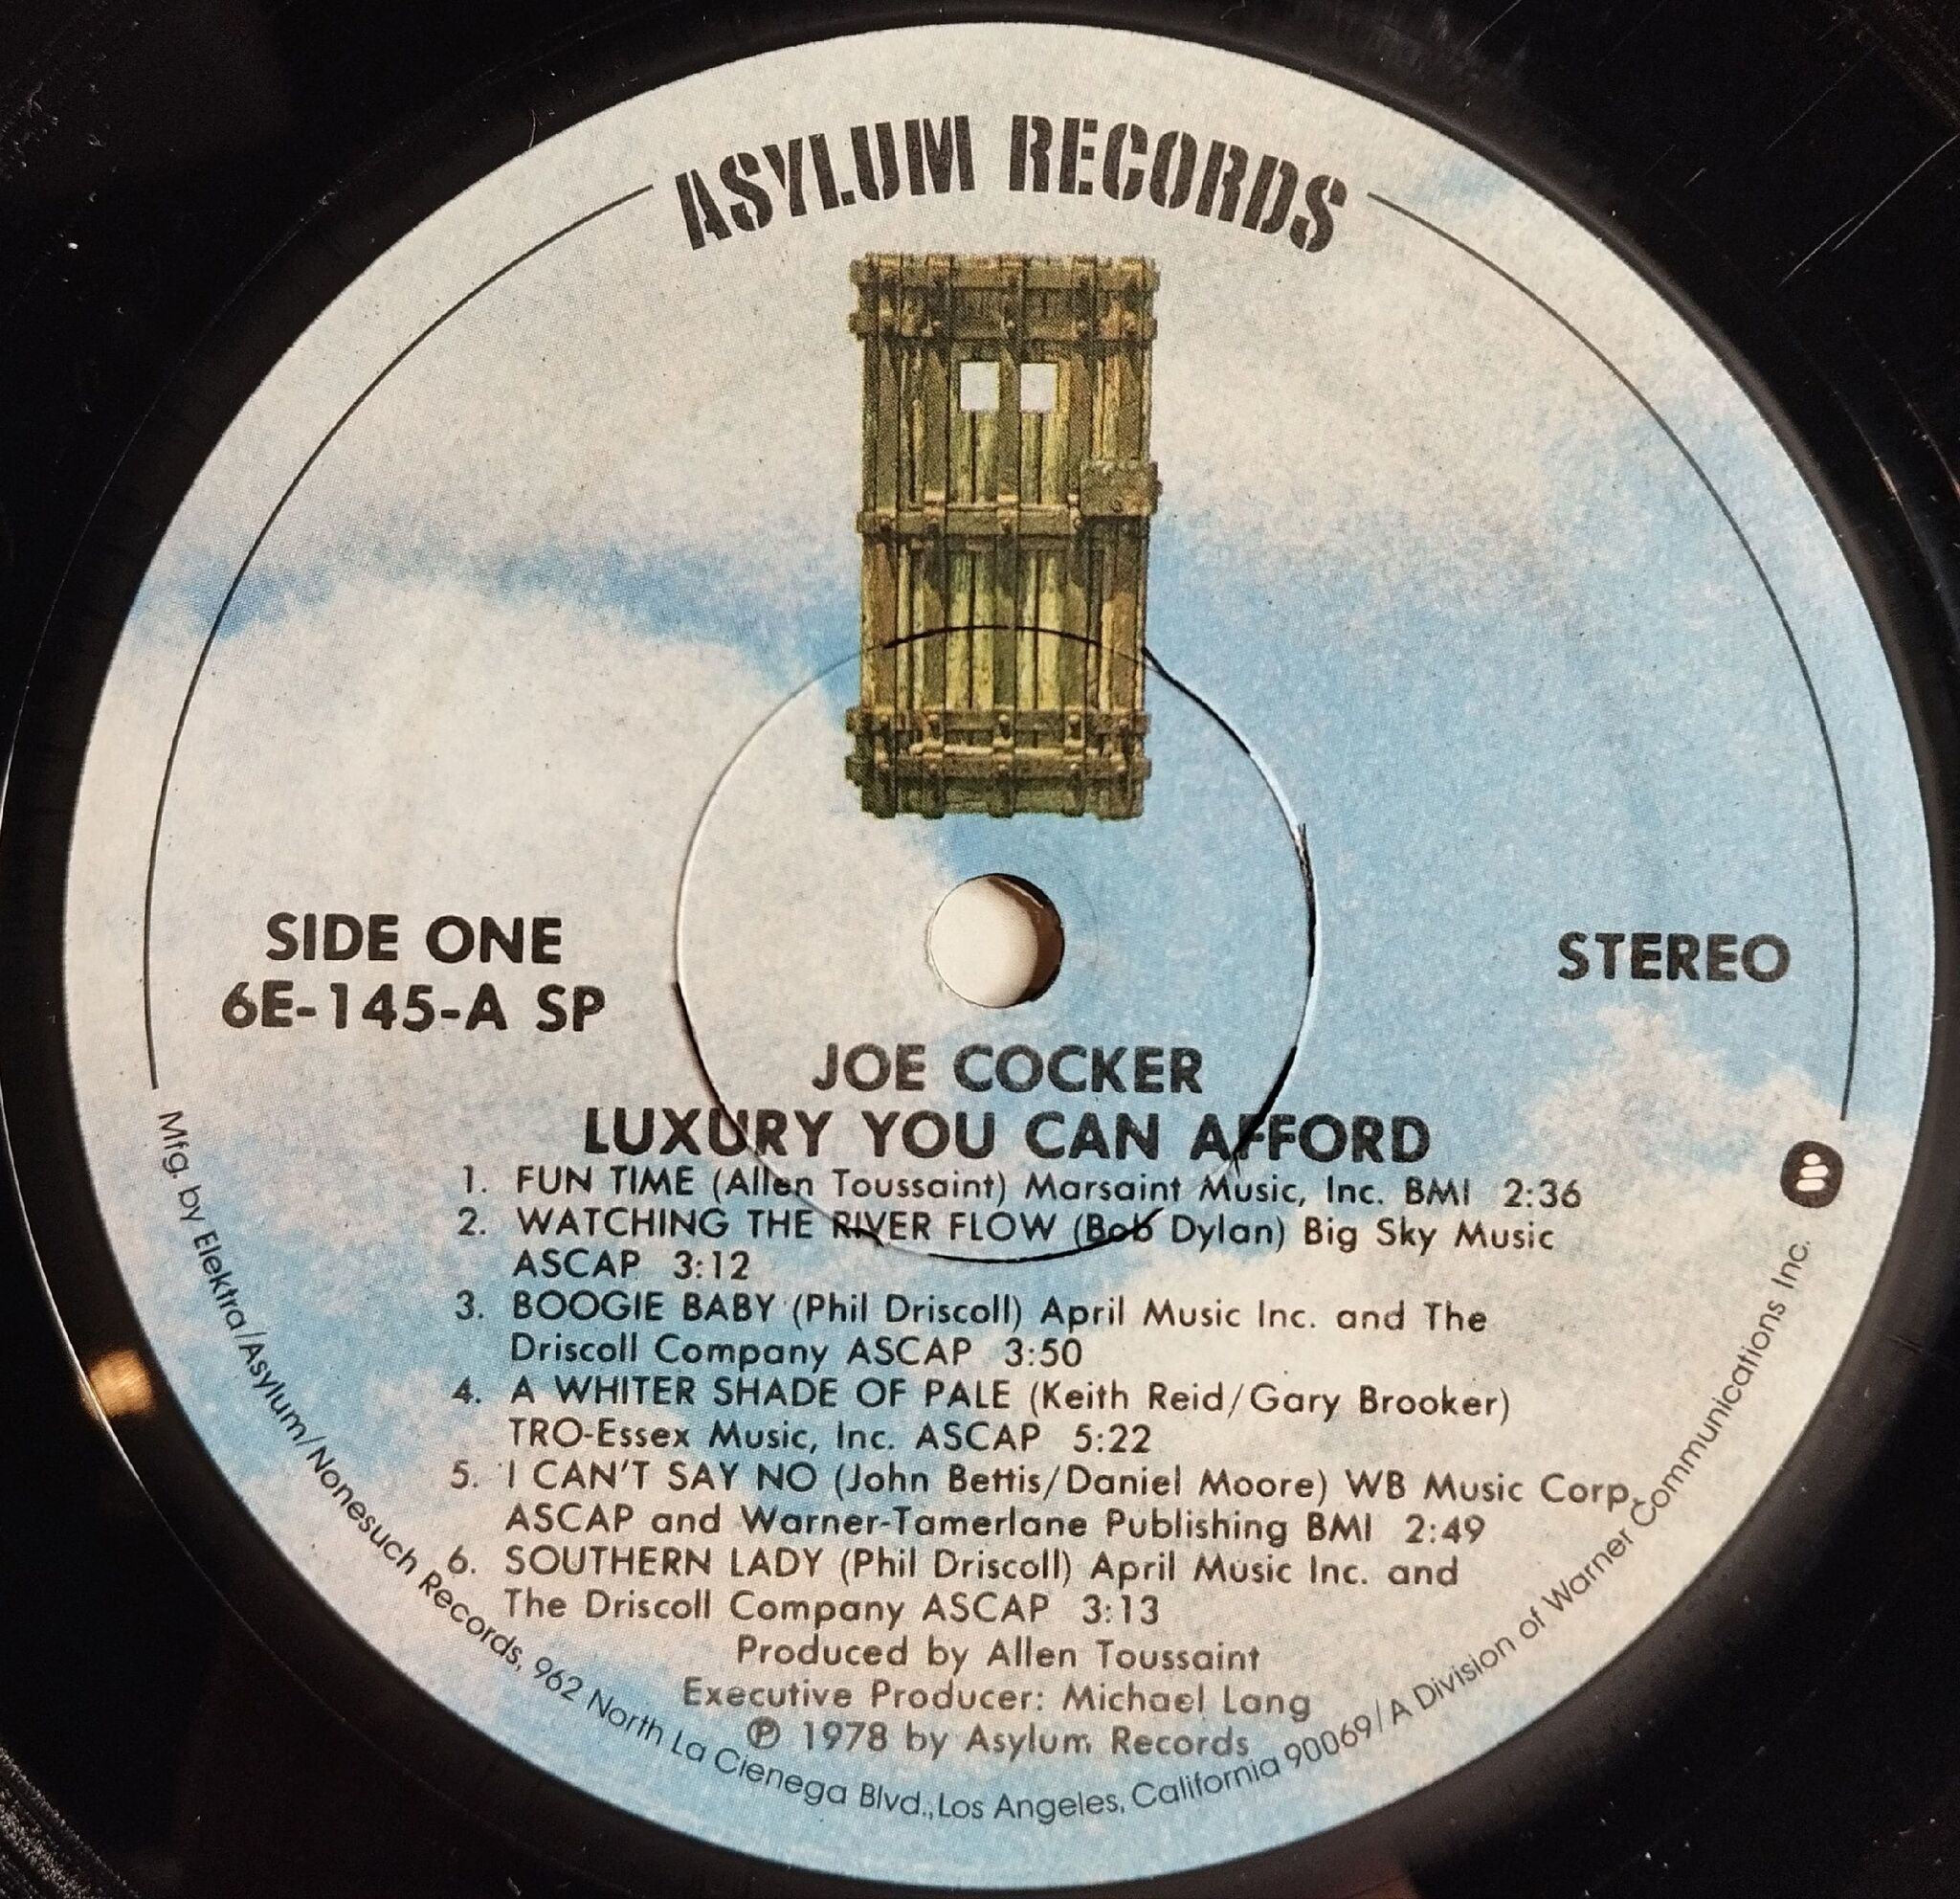 ASYLUM RECORDS
SIDE ONE
6E-145-A SP
STEREO
JOE COCKER
LUXURY YOU CAN AFFORD
1. FUN TIME (Allen Toussaint) Marsaint Music, Inc. BMI 2:36
2. WATCHING THE RIVER FLOW (Bob Dylan) Big Sky Music
ASCAP 3:12
3. BOOGIE BABY (Phil Driscoll) April Music Inc. and The
Driscoll Company ASCAP 3:50
4. A WHITER SHADE OF PALE (Keith Reid/Gary Brooker)
TRO-Essex Music, Inc. ASCAP 5:22
5. I CAN'T SAY NO (John Bettis/Daniel Moore) WB Music Corp.
ASCAP and Warner-Tamerlane Publishing BMI 2:49
6. SOUTHERN LADY (Phil Driscoll) April Music Inc. and
The Driscoll Company ASCAP 3:13
Produced by Allen Toussaint
Executive Producer: Michael Lang
℗ 1978 by Asylum Records
Mfg. by Elektra/Asylum/Nonesuch Records, 962 North La Cienega Blvd., Los Angeles, California 90069/A Division of Warner Communications Inc.